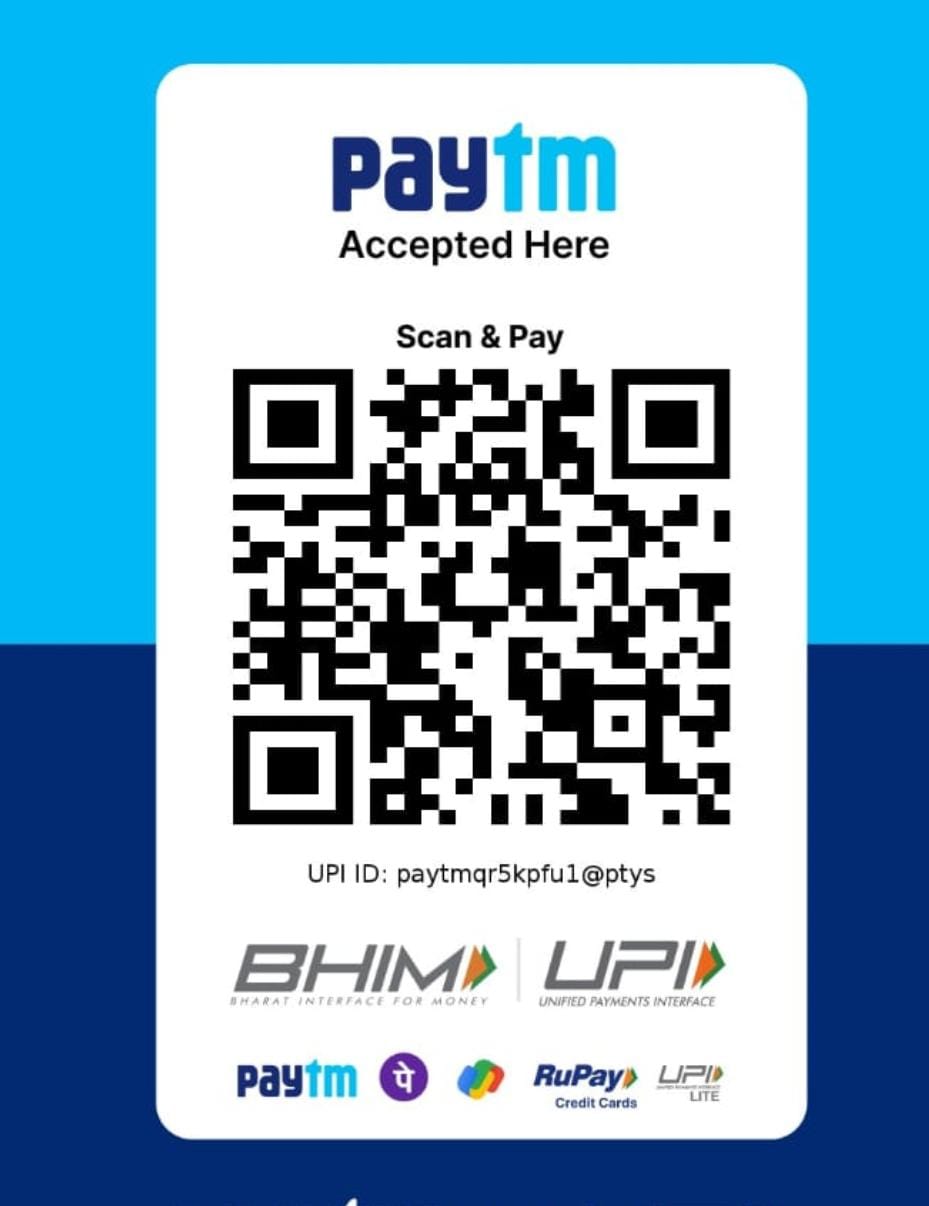 paytm
Accepted Here
Scan & Pay
UPI ID: paytmqr5kpfu1@ptys
BHIM UPI
BHARAT INTERFACE FOR MONEY UNIFIED PAYMENTS INTERFACE
paytm पे RuPay UPI
Credit Cards LITE